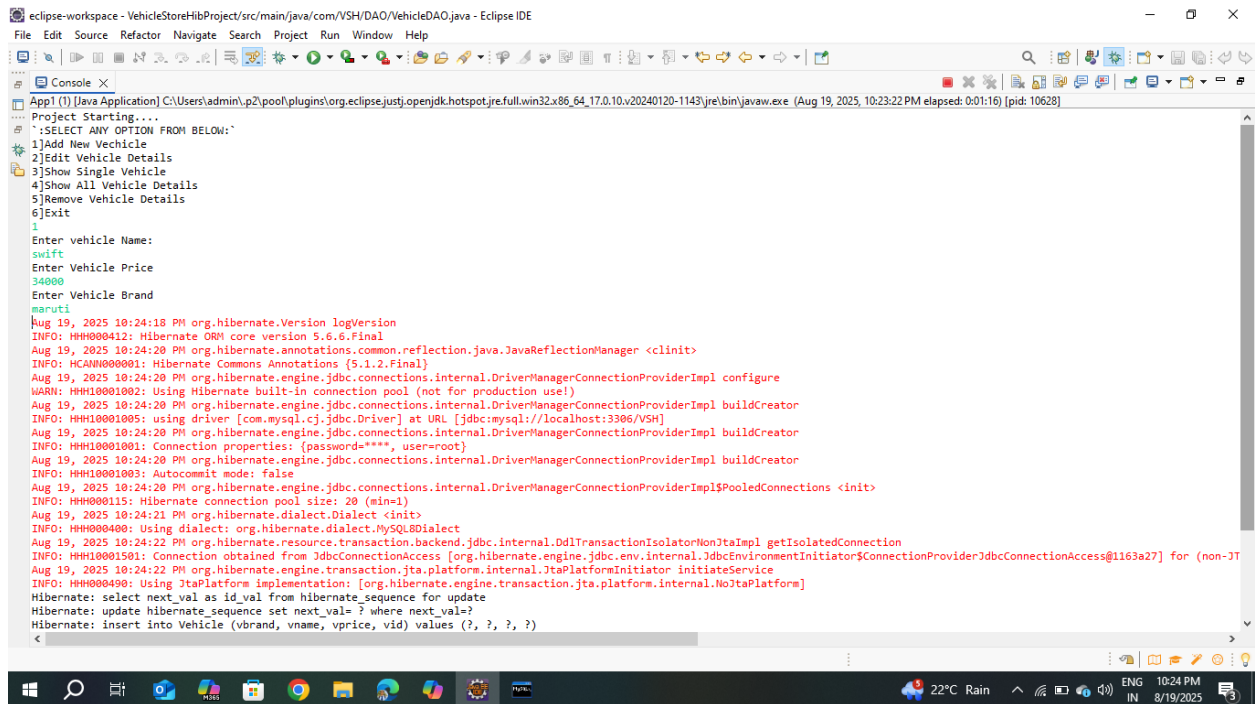 eclipse-workspace - VehicleStoreHibProject/src/main/java/com/VSH/DAO/VehicleDAO.java - Eclipse IDE
File Edit Source Refactor Navigate Search Project Run Window Help
Console
App1 (1) [Java Application] C:\Users\admin\.p2\pool\plugins\org.eclipse.justj.openjdk.hotspot.jre.full.win32.x86_64_17.0.10.v20240120-1143\jre\bin\javaw.exe (Aug 19, 2025, 10:23:22 PM elapsed: 0:01:16) [pid: 10628]
Project Starting....
`:SELECT ANY OPTION FROM BELOW:`
1]Add New Vechicle
2]Edit Vehicle Details
3]Show Single Vehicle
4]Show All Vehicle Details
5]Remove Vehicle Details
6]Exit
1
Enter vehicle Name:
swift
Enter Vehicle Price
34000
Enter Vehicle Brand
maruti
Aug 19, 2025 10:24:18 PM org.hibernate.Version logVersion
INFO: HHH000412: Hibernate ORM core version 5.6.6.Final
Aug 19, 2025 10:24:20 PM org.hibernate.annotations.common.reflection.java.JavaReflectionManager <clinit>
INFO: HCANN000001: Hibernate Commons Annotations {5.1.2.Final}
Aug 19, 2025 10:24:20 PM org.hibernate.engine.jdbc.connections.internal.DriverManagerConnectionProviderImpl configure
WARN: HHH10001002: Using Hibernate built-in connection pool (not for production use!)
Aug 19, 2025 10:24:20 PM org.hibernate.engine.jdbc.connections.internal.DriverManagerConnectionProviderImpl buildCreator
INFO: HHH10001005: using driver [com.mysql.cj.jdbc.Driver] at URL [jdbc:mysql://localhost:3306/VSH]
Aug 19, 2025 10:24:20 PM org.hibernate.engine.jdbc.connections.internal.DriverManagerConnectionProviderImpl buildCreator
INFO: HHH10001001: Connection properties: {password=****, user=root}
Aug 19, 2025 10:24:20 PM org.hibernate.engine.jdbc.connections.internal.DriverManagerConnectionProviderImpl buildCreator
INFO: HHH10001003: Autocommit mode: false
Aug 19, 2025 10:24:20 PM org.hibernate.engine.jdbc.connections.internal.DriverManagerConnectionProviderImpl$PooledConnections <init>
INFO: HHH000115: Hibernate connection pool size: 20 (min=1)
Aug 19, 2025 10:24:21 PM org.hibernate.dialect.Dialect <init>
INFO: HHH000400: Using dialect: org.hibernate.dialect.MySQL8Dialect
Aug 19, 2025 10:24:22 PM org.hibernate.resource.transaction.backend.jdbc.internal.DdlTransactionIsolatorNonJtaImpl getIsolatedConnection
INFO: HHH10001501: Connection obtained from JdbcConnectionAccess [org.hibernate.engine.jdbc.env.internal.JdbcEnvironmentInitiator$ConnectionProviderJdbcConnectionAccess@1163a27] for (non-JT
Aug 19, 2025 10:24:22 PM org.hibernate.engine.transaction.jta.platform.internal.JtaPlatformInitiator initiateService
INFO: HHH000490: Using JtaPlatform implementation: [org.hibernate.engine.transaction.jta.platform.internal.NoJtaPlatform]
Hibernate: select next_val as id_val from hibernate_sequence for update
Hibernate: update hibernate_sequence set next_val= ? where next_val=?
Hibernate: insert into Vehicle (vbrand, vname, vprice, vid) values (?, ?, ?, ?)
M365
5
22°C Rain
ENG
IN
10:24 PM
8/19/2025
3